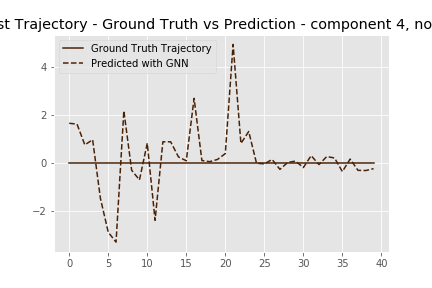 st Trajectory - Ground Truth vs Prediction - component 4, no
Ground Truth Trajectory
Predicted with GNN
4
2
0
−2
0 5 10 15 20 25 30 35 40